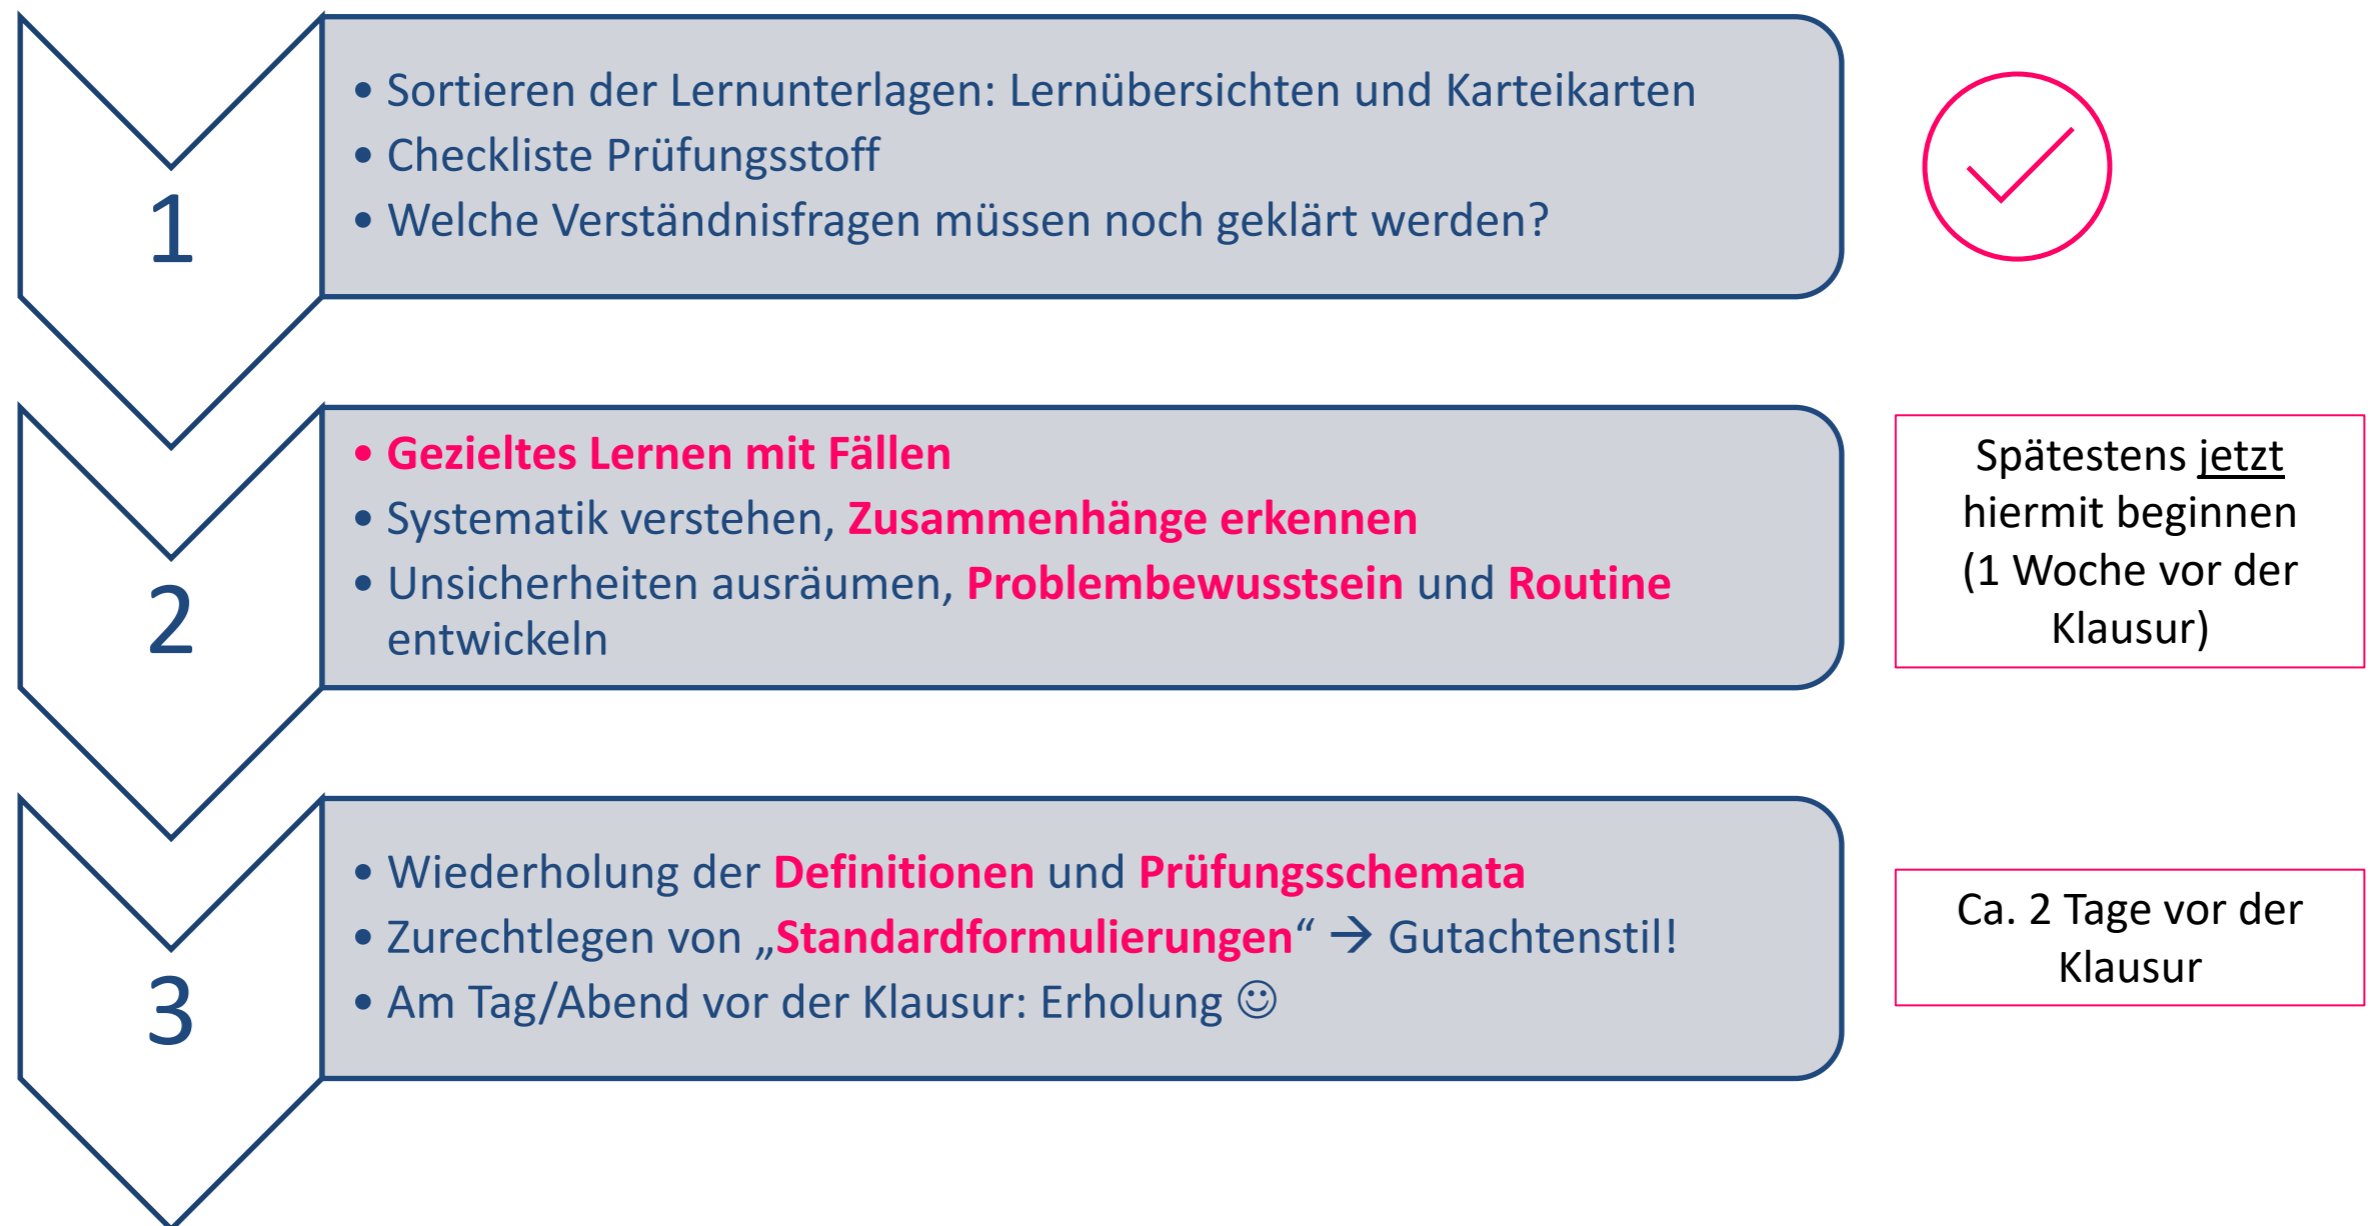 1
• Sortieren der Lernunterlagen: Lernübersichten und Karteikarten
• Checkliste Prüfungsstoff
• Welche Verständnisfragen müssen noch geklärt werden?
2
• Gezieltes Lernen mit Fällen
• Systematik verstehen, Zusammenhänge erkennen
• Unsicherheiten ausräumen, Problembewusstsein und Routine
entwickeln
Spätestens jetzt
hiermit beginnen
(1 Woche vor der
Klausur)
3
• Wiederholung der Definitionen und Prüfungsschemata
• Zurechtlegen von „Standardformulierungen“ → Gutachtenstil!
• Am Tag/Abend vor der Klausur: Erholung ☺
Ca. 2 Tage vor der
Klausur